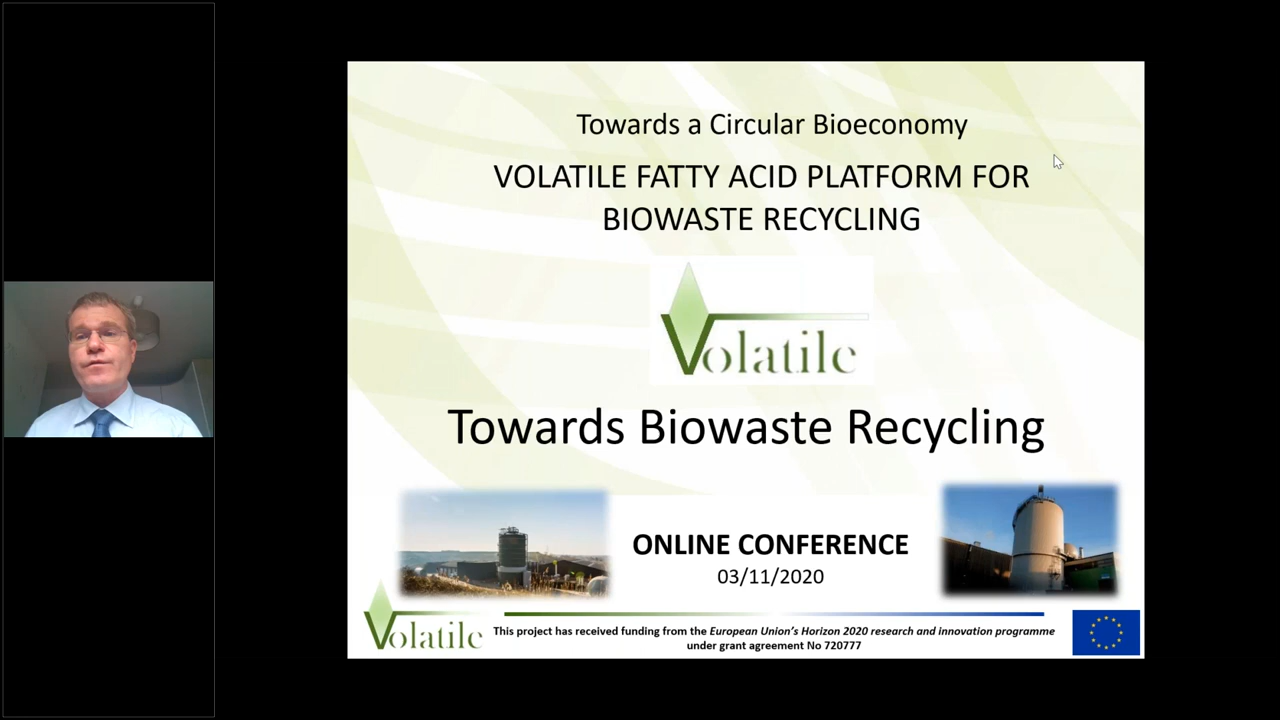 Towards a Circular Bioeconomy
VOLATILE FATTY ACID PLATFORM FOR
BIOWASTE RECYCLING
Volatile
Towards Biowaste Recycling
ONLINE CONFERENCE
03/11/2020
Volatile
This project has received funding from the European Union's Horizon 2020 research and innovation programme
under grant agreement No 720777